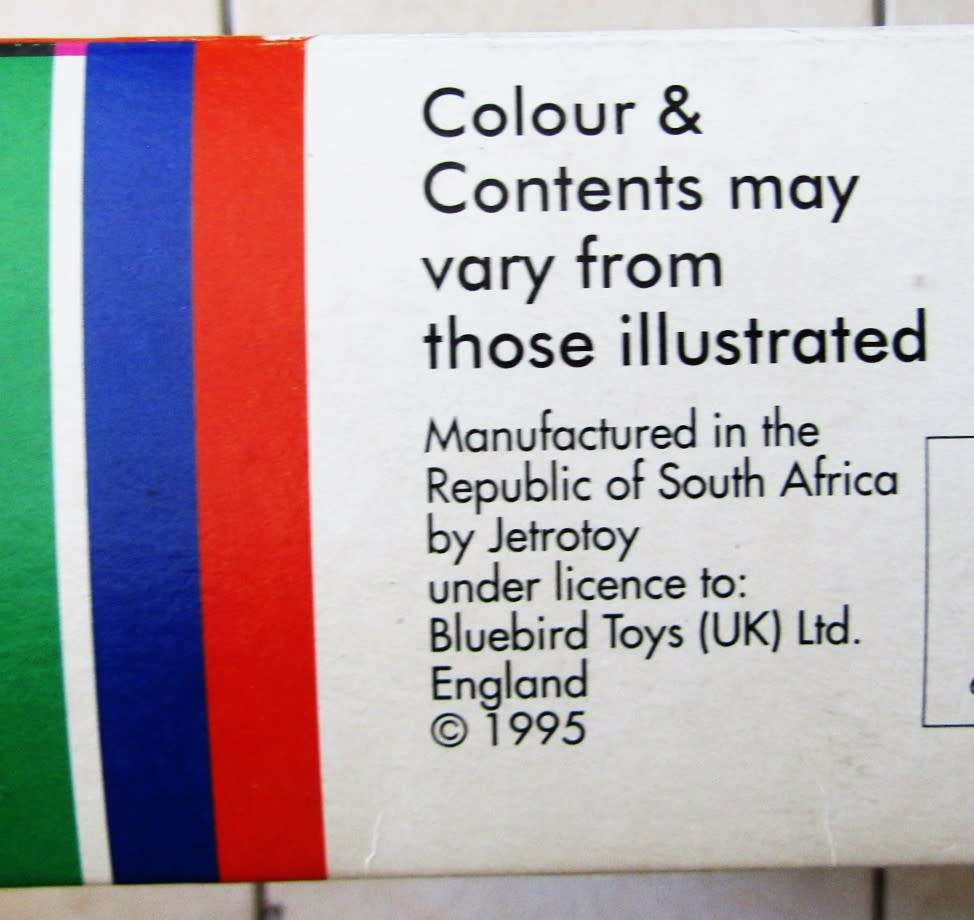 Colour &
Contents may
vary from
those illustrated
Manufactured in the
Republic of South Africa
by Jetrotoy
under licence to:
Bluebird Toys (UK) Ltd.
England
© 1995